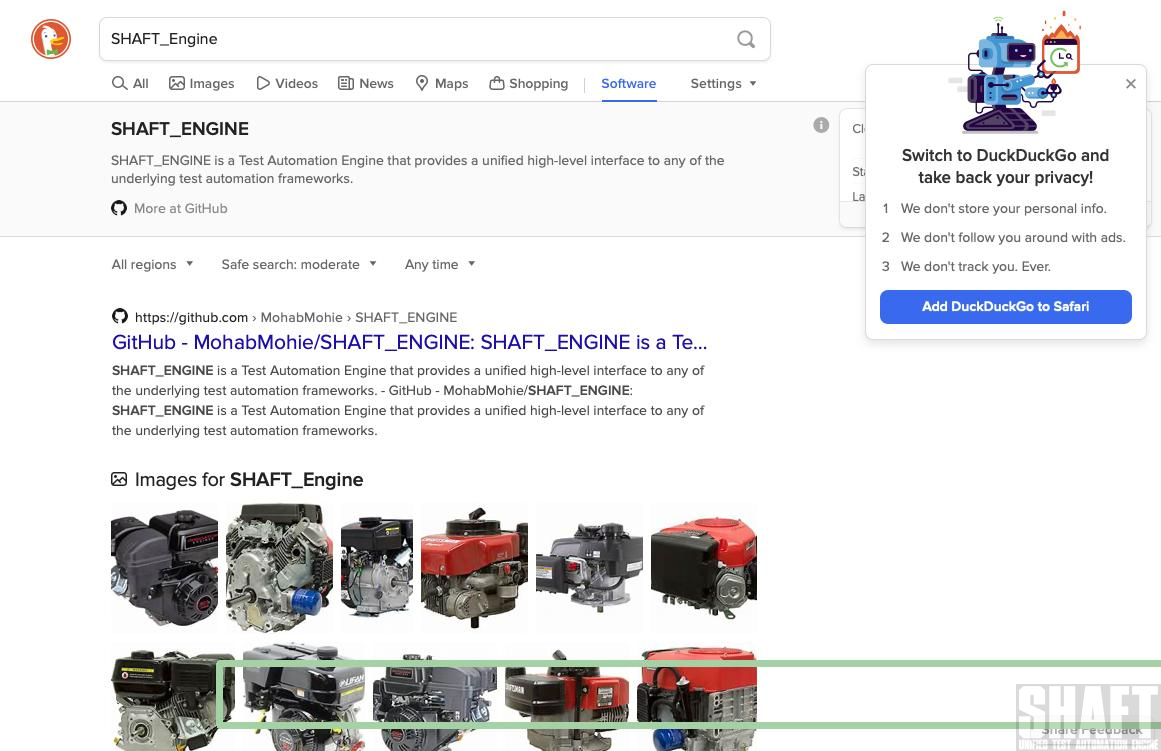 SHAFT_Engine
All Images Videos News Maps Shopping Software Settings
SHAFT_ENGINE
SHAFT_ENGINE is a Test Automation Engine that provides a unified high-level interface to any of the
underlying test automation frameworks.
More at GitHub
Switch to DuckDuckGo and
take back your privacy!
1 We don't store your personal info.
2 We don't follow you around with ads.
3 We don't track you. Ever.
Add DuckDuckGo to Safari
All regions Safe search: moderate Any time
https://github.com › MohabMohie › SHAFT_ENGINE
GitHub - MohabMohie/SHAFT_ENGINE: SHAFT_ENGINE is a Te...
SHAFT_ENGINE is a Test Automation Engine that provides a unified high-level interface to any of
the underlying test automation frameworks. - GitHub - MohabMohie/SHAFT_ENGINE:
SHAFT_ENGINE is a Test Automation Engine that provides a unified high-level interface to any of
the underlying test automation frameworks.
Images for SHAFT_Engine
LIFAN
CRAFTSMAN
SHAFT
Share Feedback